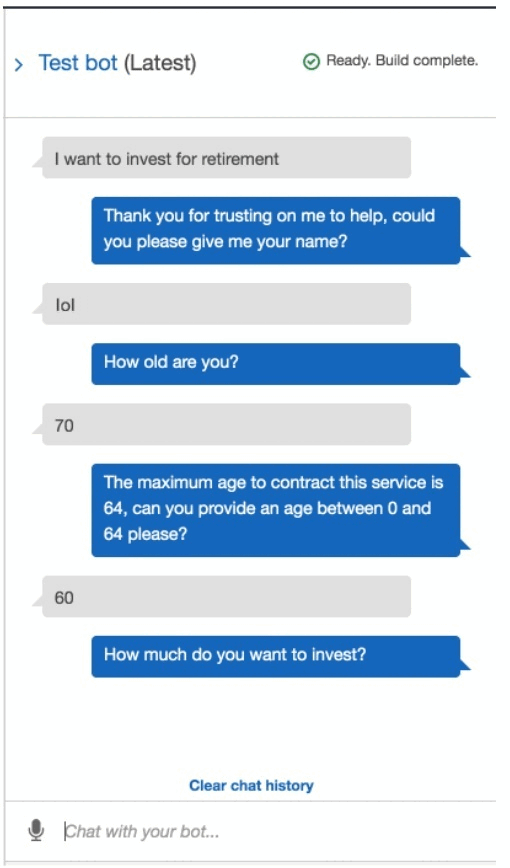 Test bot (Latest)
Ready. Build complete.
I want to invest for retirement
Thank you for trusting on me to help, could
you please give me your name?
lol
How old are you?
70
The maximum age to contract this service is
64, can you provide an age between 0 and
64 please?
60
How much do you want to invest?
Clear chat history
Chat with your bot...